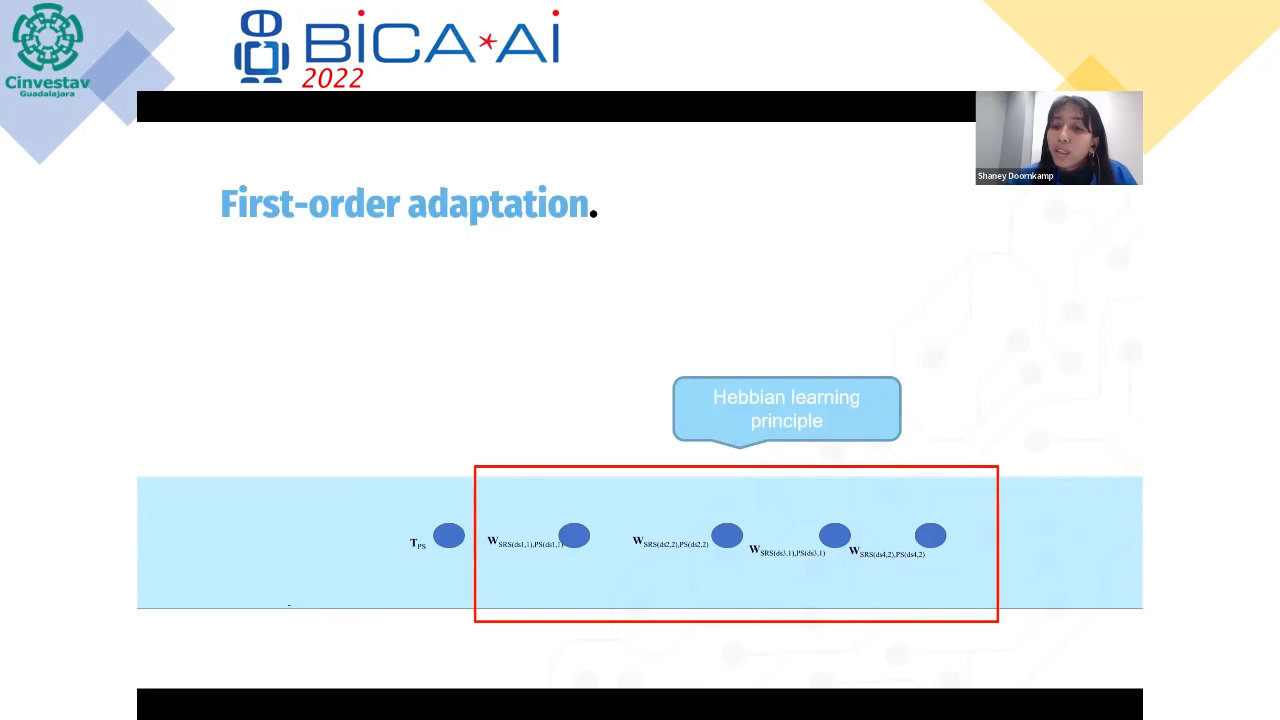 Cinvestav
Guadalajara
BiCA*Ai
2022
Shaney Doornkamp
First-order adaptation.
Hebbian learning
principle
T_PS
W_SRS(ds1,1),PS(ds1,1)
W_SRS(ds2,2),PS(ds2,2)
W_SRS(ds3,1),PS(ds3,1)
W_SRS(ds4,2),PS(ds4,2)